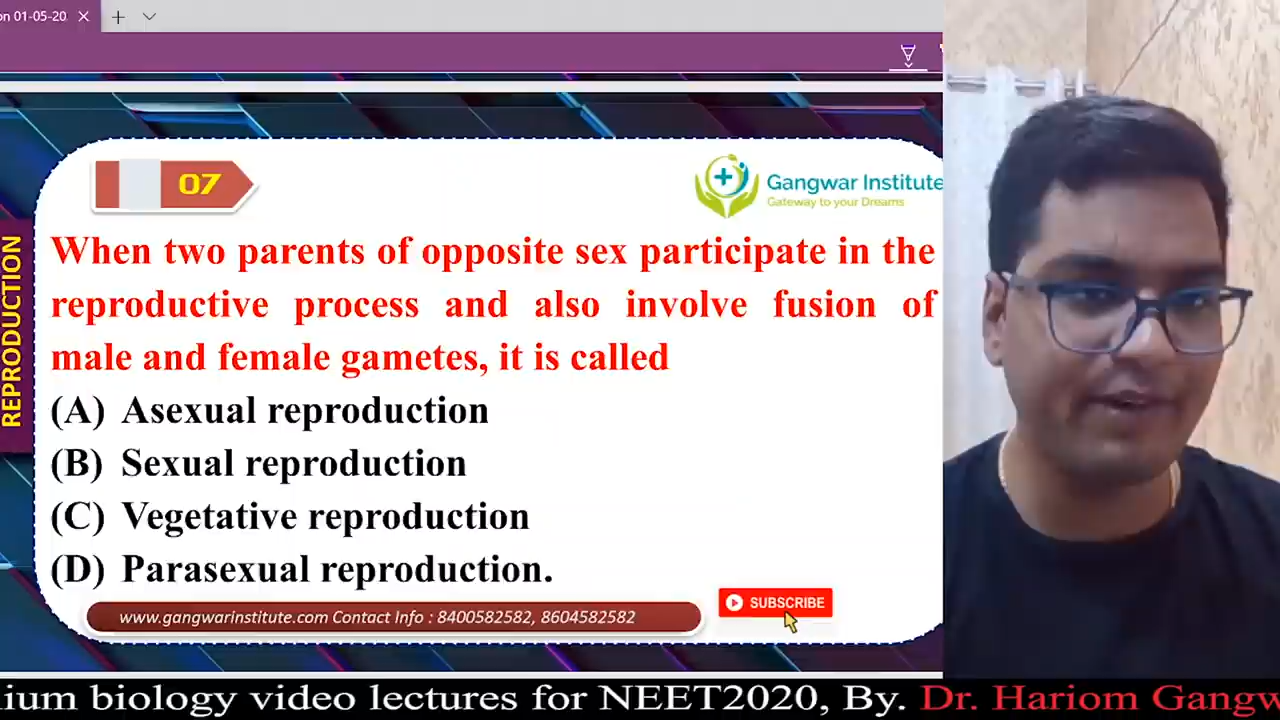 on 01-05-20
07
Gangwar Institute
Gateway to your Dreams
REPRODUCTION
When two parents of opposite sex participate in the
reproductive process and also involve fusion of
male and female gametes, it is called
(A) Asexual reproduction
(B) Sexual reproduction
(C) Vegetative reproduction
(D) Parasexual reproduction.
SUBSCRIBE
www.gangwarinstitute.com Contact Info : 8400582582, 8604582582
ium biology video lectures for NEET2020, By. Dr. Hariom Gangw